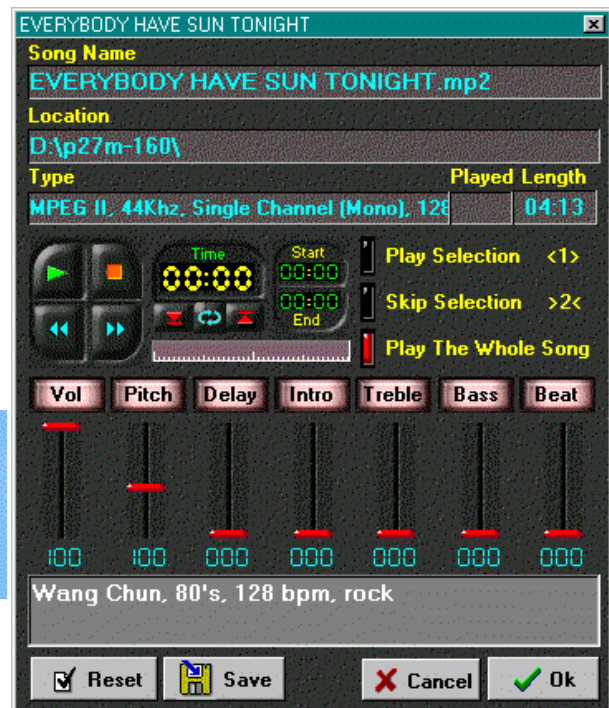 EVERYBODY HAVE SUN TONIGHT
Song Name
EVERYBODY HAVE SUN TONIGHT.mp2
Location
D:\p27m-160\
Type Played Length
MPEG II, 44Khz, Single Channel (Mono), 128 04:13
Time
00:00
Start
00:00
00:00
End
Play Selection <1>
Skip Selection >2<
Play The Whole Song
Vol Pitch Delay Intro Treble Bass Beat
100 100 000 000 000 000 000
Wang Chun, 80's, 128 bpm, rock
Reset Save Cancel Ok